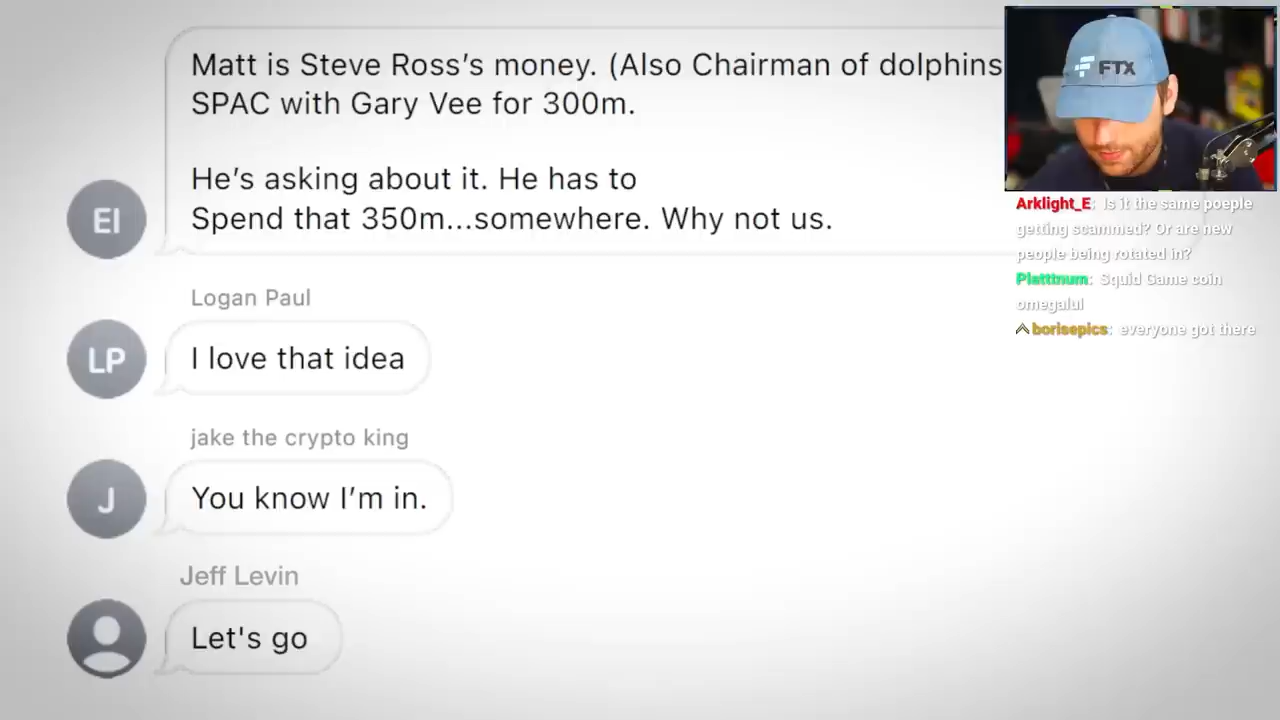 Matt is Steve Ross's money. (Also Chairman of dolphins
SPAC with Gary Vee for 300m.
He's asking about it. He has to
Spend that 350m...somewhere. Why not us.
EI
Logan Paul
LP
I love that idea
jake the crypto king
J
You know I'm in.
Jeff Levin
Let's go
FTX
Arklight_E: Is it the same poeple
getting scammed? Or are new
people being rotated in?
Platttnum: Squid Game coin
omegalul
borisepics: everyone got there